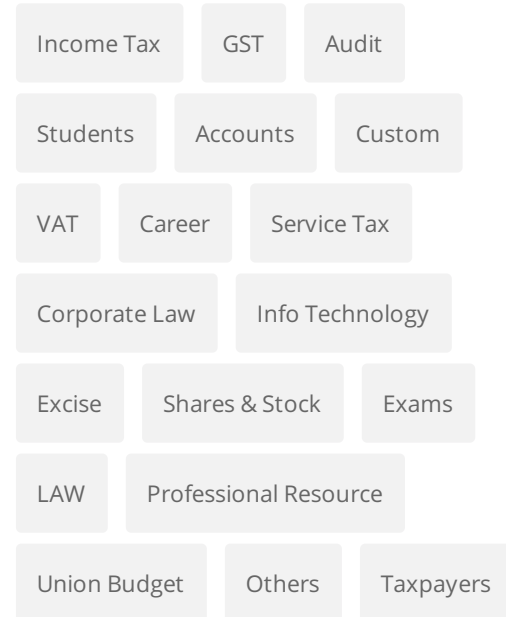 Income Tax GST Audit
Students Accounts Custom
VAT Career Service Tax
Corporate Law Info Technology
Excise Shares & Stock Exams
LAW Professional Resource
Union Budget Others Taxpayers